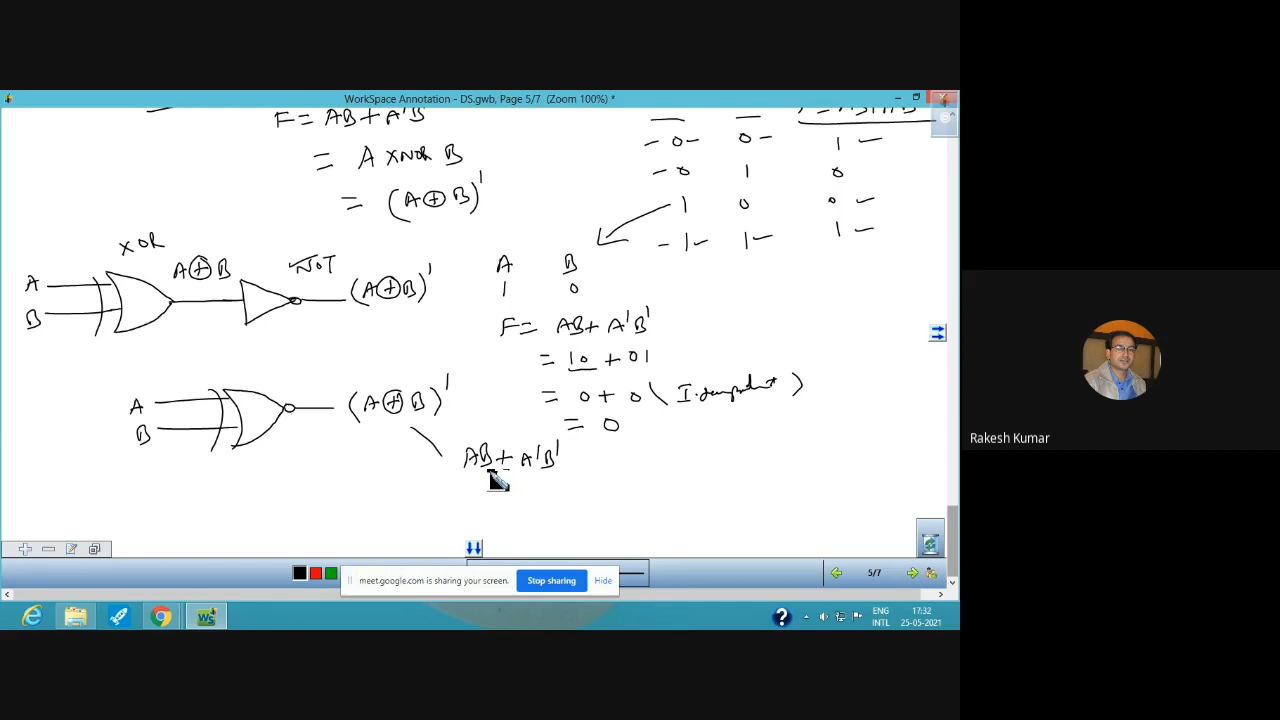 WorkSpace Annotation - DS.gwb, Page 5/7 (Zoom 100%) *
F = AB + A'B'
= A XNOR B
= (A⊕B)'
0 0 1
0 1 0
1 0 0
1 1 1
XOR
A
B
A⊕B
NOT
(A⊕B)'
A B
1 0
F = AB + A'B'
= 10 + 01
= 0 + 0
= 0
A
B
(A⊕B)'
AB + A'B'
Rakesh Kumar
5/7
meet.google.com is sharing your screen.
Stop sharing
Hide
WS
ENG
INTL
17:32
25-05-2021